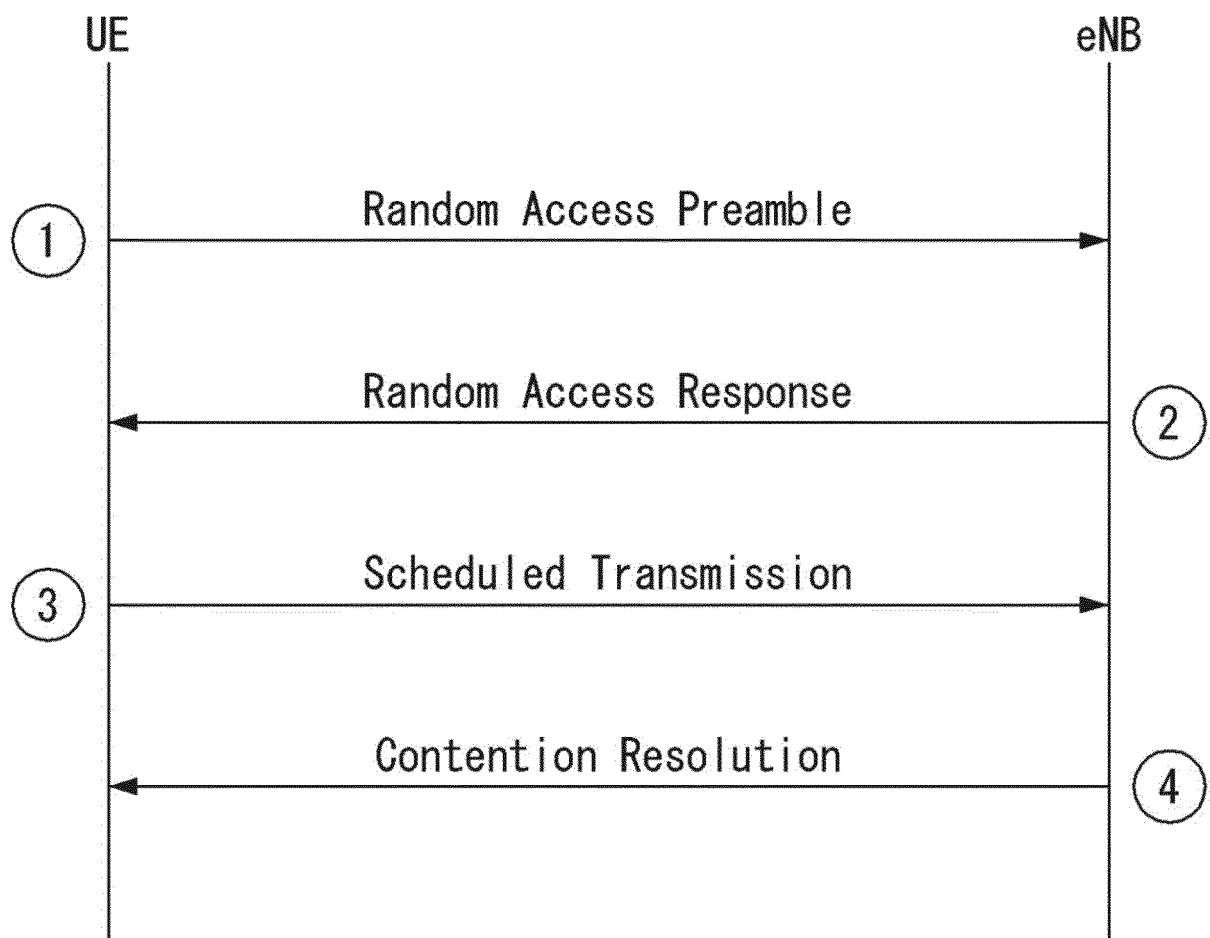 UE eNB
Random Access Preamble
1
Random Access Response
2
Scheduled Transmission
3
Contention Resolution
4